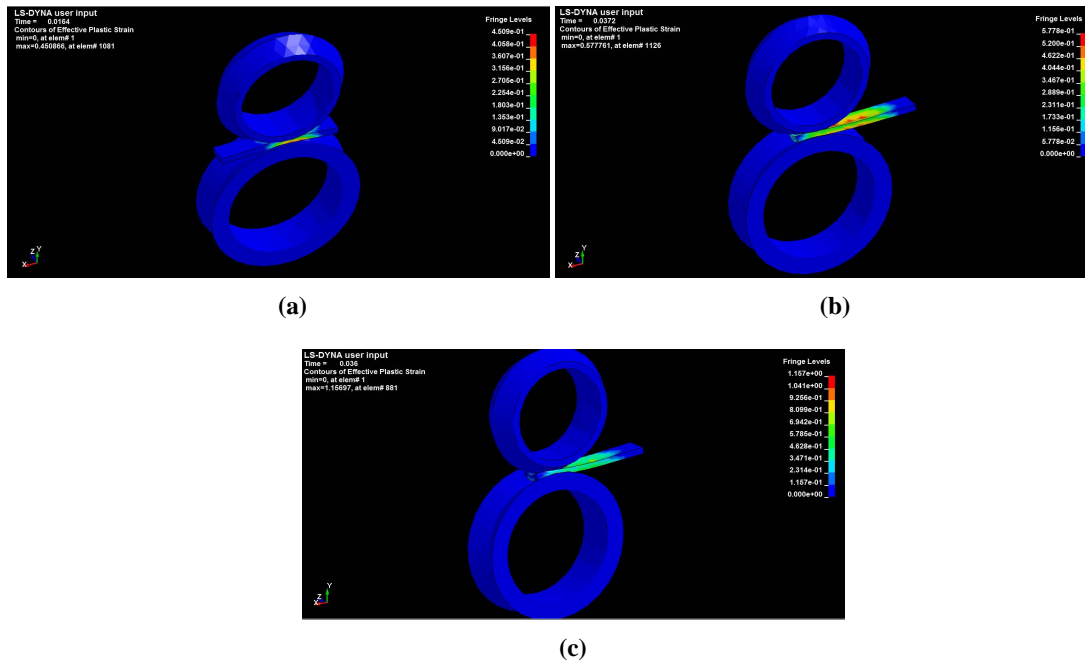 LS-DYNA user input
Time = 0.0164
Contours of Effective Plastic Strain
min=0, at elem# 1
max=0.450866, at elem# 1081
Fringe Levels
4.509e-01
4.058e-01
3.607e-01
3.156e-01
2.705e-01
2.254e-01
1.803e-01
1.353e-01
9.017e-02
4.509e-02
0.000e+00
Y
Z
X
(a)
LS-DYNA user input
Time = 0.0372
Contours of Effective Plastic Strain
min=0, at elem# 1
max=0.577761, at elem# 1126
Fringe Levels
5.778e-01
5.200e-01
4.622e-01
4.044e-01
3.467e-01
2.889e-01
2.311e-01
1.733e-01
1.156e-01
5.778e-02
0.000e+00
Y
Z
X
(b)
LS-DYNA user input
Time = 0.036
Contours of Effective Plastic Strain
min=0, at elem# 1
max=1.15697, at elem# 881
Fringe Levels
1.157e+00
1.041e+00
9.256e-01
8.099e-01
6.942e-01
5.785e-01
4.628e-01
3.471e-01
2.314e-01
1.157e-01
0.000e+00
Y
Z
X
(c)